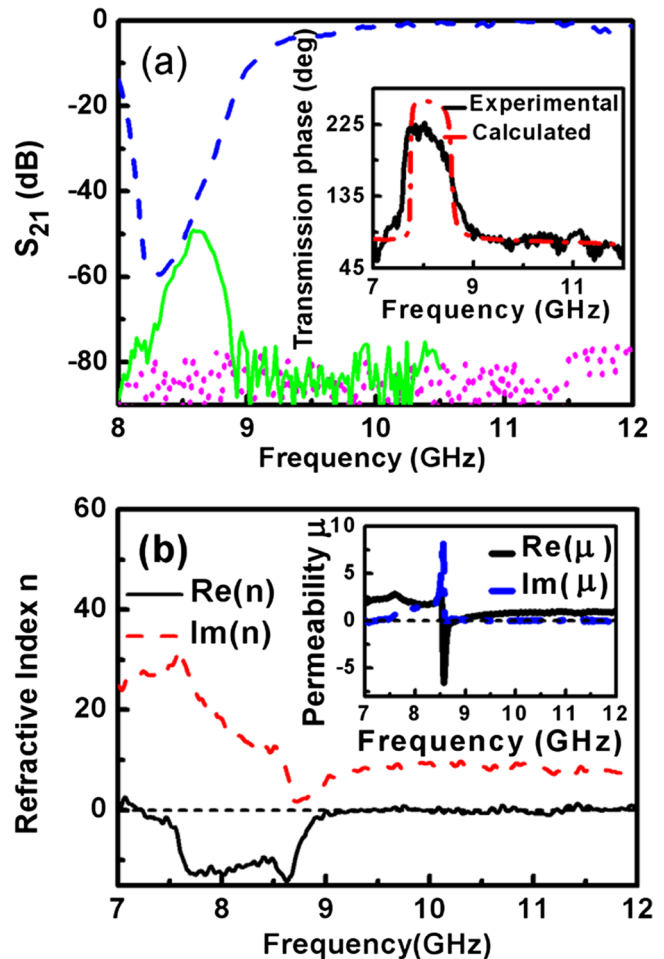 (a)
S21 (dB)
0
-20
-40
-60
-80
8 9 10 11 12
Frequency (GHz)
Transmission phase (deg)
225
135
45
Experimental
Calculated
7 9 11
Frequency (GHz)
(b)
Refractive Index n
60
40
20
0
Re(n)
Im(n)
7 8 9 10 11 12
Frequency(GHz)
Permeability μ
10
5
0
-5
Re(μ)
Im(μ)
7 8 9 10 11 12
Frequency (GHz)